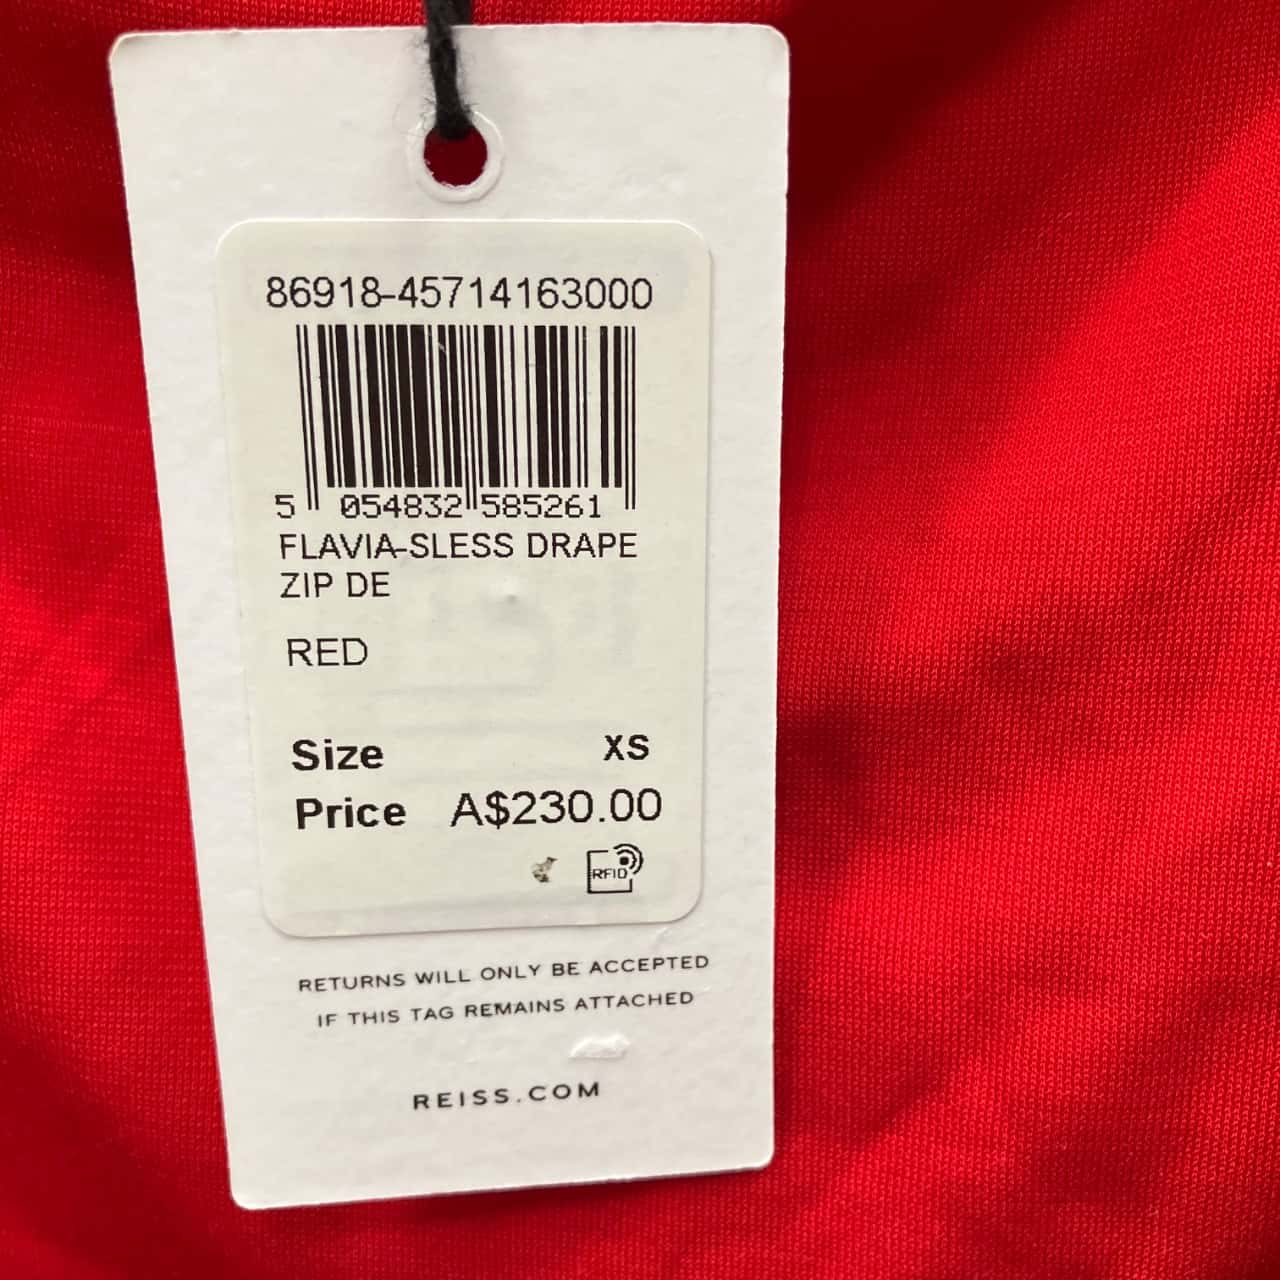 86918-45714163000
5 054832 585261
FLAVIA-SLESS DRAPE
ZIP DE
RED
Size XS
Price A$230.00
RFID
RETURNS WILL ONLY BE ACCEPTED
IF THIS TAG REMAINS ATTACHED
REISS.COM